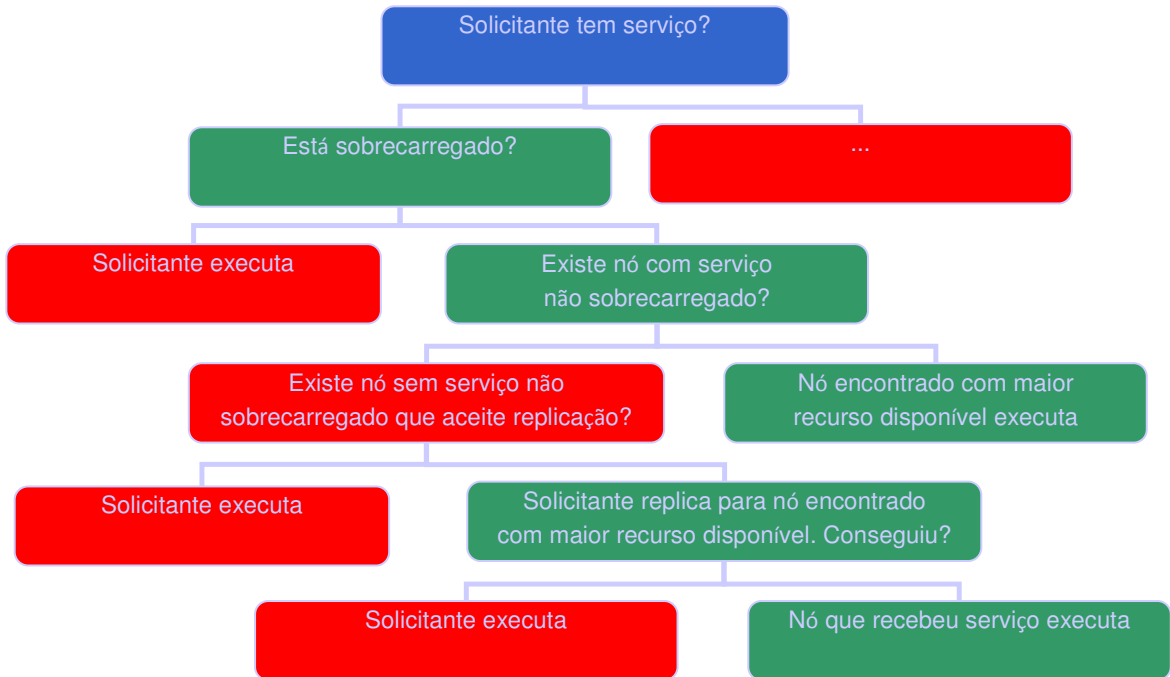 Solicitante tem serviço?
Está sobrecarregado?
...
Solicitante executa
Existe nó com serviço
não sobrecarregado?
Existe nó sem serviço não
sobrecarregado que aceite replicação?
Nó encontrado com maior
recurso disponível executa
Solicitante executa
Solicitante replica para nó encontrado
com maior recurso disponível. Conseguiu?
Solicitante executa
Nó que recebeu serviço executa